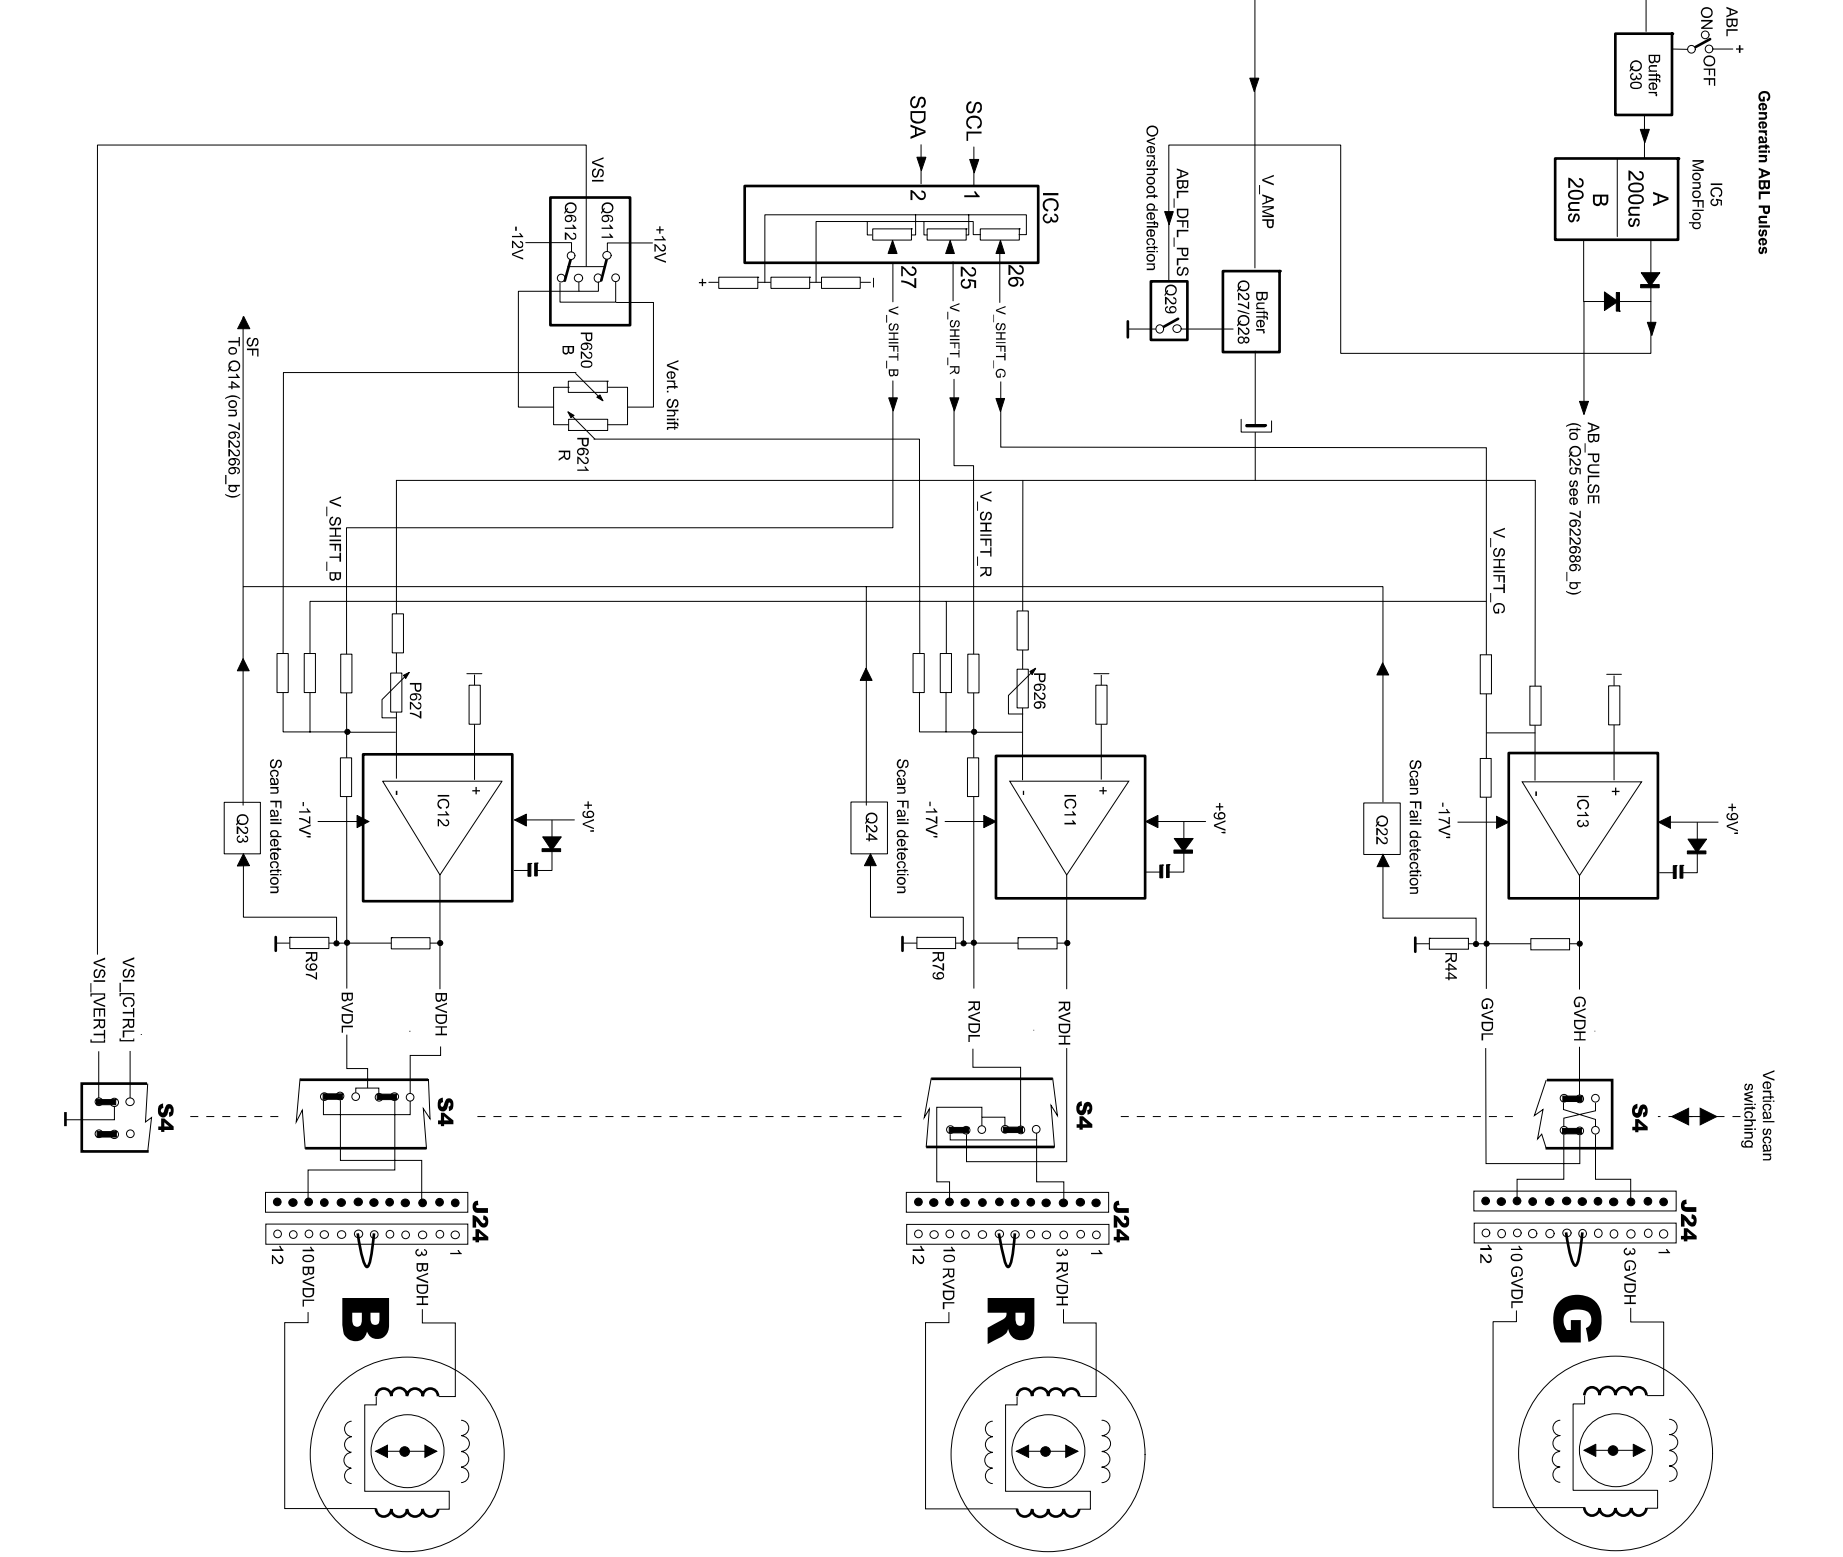 Generatin ABL Pulses
ABL
ON
OFF
+
Buffer
Q30
IC5
MonoFlop
A
200us
B
20us
AB_PULSE
(to Q25 see 7622686_b)
V_AMP
ABL_DFL_PLS
Overshoot deflection
Q29
Buffer
Q27/Q28
SCL
SDA
IC3
1
2
26
25
27
+
V_SHIFT_G
V_SHIFT_R
V_SHIFT_B
VSI
Q611
Q612
+12V
-12V
P620
B
Vert. Shift
P621
R
SF
To Q14 (on 762266_b)
V_SHIFT_G
V_SHIFT_R
V_SHIFT_B
+9V'
+
-
IC13
-17V'
Scan Fail detection
Q22
R44
GVDH
GVDL
P626
+9V'
+
-
IC11
-17V'
Scan Fail detection
Q24
R79
RVDH
RVDL
P627
+9V'
+
-
IC12
-17V'
Scan Fail detection
Q23
R97
BVDH
BVDL
VSI_[CTRL]
VSI_[VERT]
Vertical scan
switching
S4
S4
S4
S4
J24
1
3 GVDH
10 GVDL
12
G
J24
1
3 RVDH
10 RVDL
12
R
J24
1
3 BVDH
10 BVDL
12
B